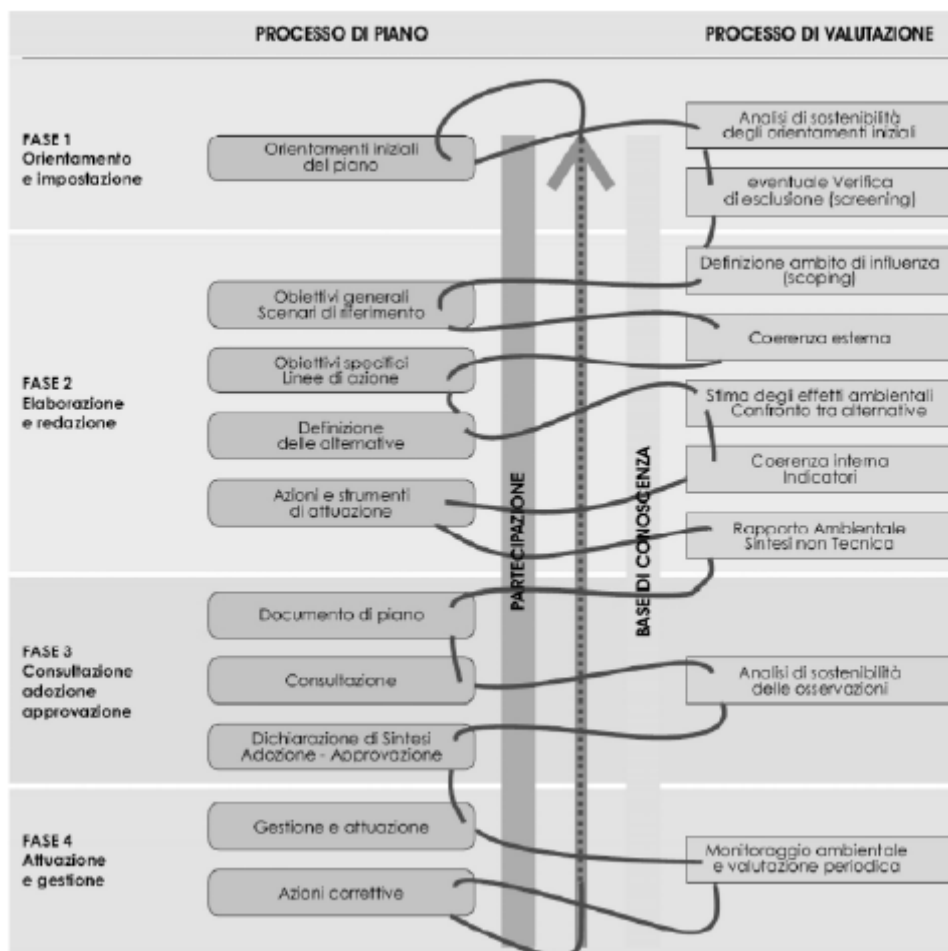 PROCESSO DI PIANO
PROCESSO DI VALUTAZIONE
FASE 1
Orientamento
e impostazione
Orientamenti iniziali
del piano
Analisi di sostenibilità
degli orientamenti iniziali
eventuale Verifica
di esclusione (screening)
FASE 2
Elaborazione
e redazione
Definizione ambito di influenza
(scoping)
Obiettivi generali
Scenari di riferimento
Coerenza esterna
Obiettivi specifici
Linee di azione
Stima degli effetti ambientali
Confronto tra alternative
Definizione
delle alternative
Coerenza interna
Indicatori
Azioni e strumenti
di attuazione
Rapporto Ambientale
Sintesi non Tecnica
PARTECIPAZIONE
BASE DI CONOSCENZA
FASE 3
Consultazione
adozione
approvazione
Documento di piano
Consultazione
Analisi di sostenibilità
delle osservazioni
Dichiarazione di Sintesi
Adozione - Approvazione
FASE 4
Attuazione
e gestione
Gestione e attuazione
Monitoraggio ambientale
e valutazione periodica
Azioni correttive